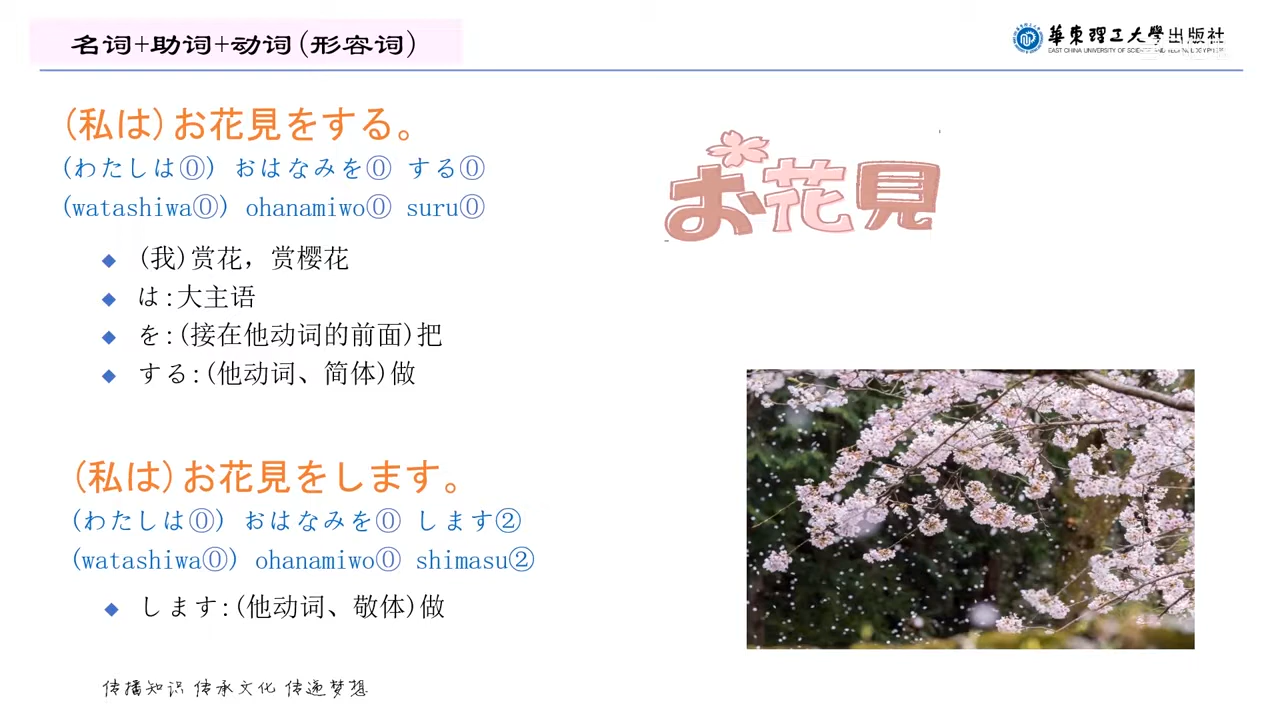 名词+助词+动词(形容词)
華東理工大學出版社
(私は)お花見をする。
(わたしは⓪) おはなみを⓪ する⓪
(watashiwa⓪) ohanamiwo⓪ suru⓪
(我)赏花，赏樱花
は:大主语
を:(接在他动词的前面)把
する:(他动词、简体)做
お花見
(私は)お花見をします。
(わたしは⓪) おはなみを⓪ します②
(watashiwa⓪) ohanamiwo⓪ shimasu②
します:(他动词、敬体)做
传播知识 传承文化 传递梦想